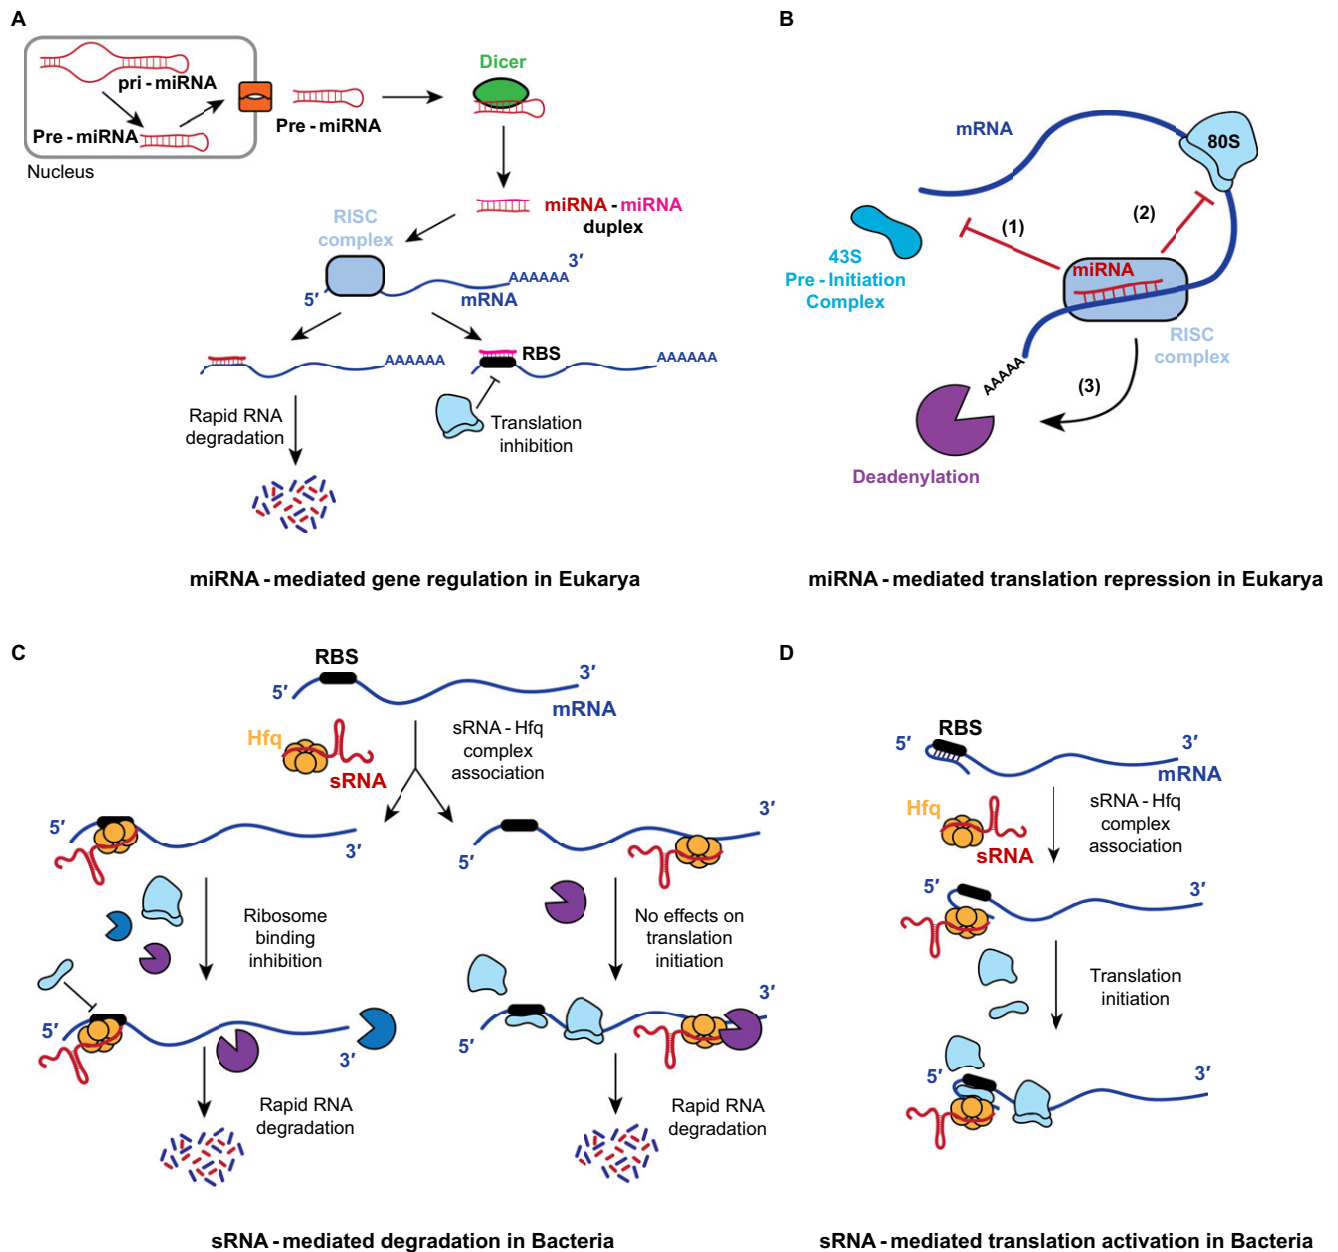 A
pri - miRNA
Pre - miRNA
Nucleus
Pre - miRNA
Dicer
miRNA - miRNA
duplex
RISC
complex
5′
mRNA
AAAAAA
3′
AAAAAA
RBS
AAAAAA
Rapid RNA
degradation
Translation
inhibition
miRNA - mediated gene regulation in Eukarya
B
mRNA
80S
(1)
(2)
43S
Pre - Initiation
Complex
miRNA
RISC
complex
AAAAA
(3)
Deadenylation
miRNA - mediated translation repression in Eukarya
C
RBS
5′
3′
mRNA
Hfq
sRNA
sRNA - Hfq
complex
association
5′
3′
3′
5′
Ribosome
binding
inhibition
No effects on
translation
initiation
5′
3′
3′
5′
Rapid RNA
degradation
Rapid RNA
degradation
sRNA - mediated degradation in Bacteria
D
RBS
5′
3′
mRNA
Hfq
sRNA
sRNA - Hfq
complex
association
5′
3′
Translation
initiation
5′
3′
sRNA - mediated translation activation in Bacteria